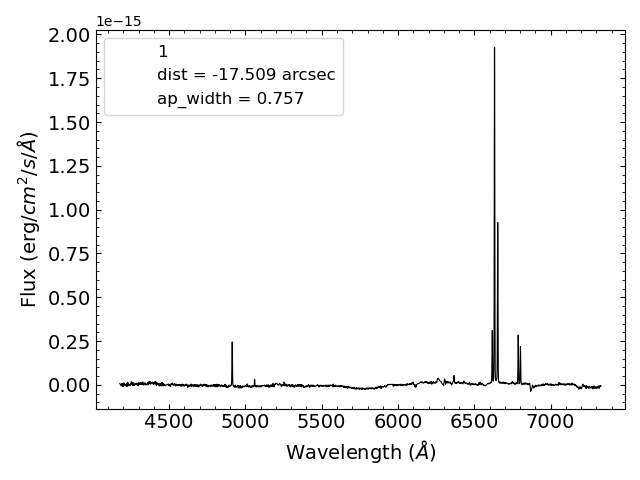 1e−15
2.00
1.75
1.50
1.25
1.00
0.75
0.50
0.25
0.00
Flux (erg/cm²/s/Å)
1
dist = -17.509 arcsec
ap_width = 0.757
4500 5000 5500 6000 6500 7000
Wavelength (Å)